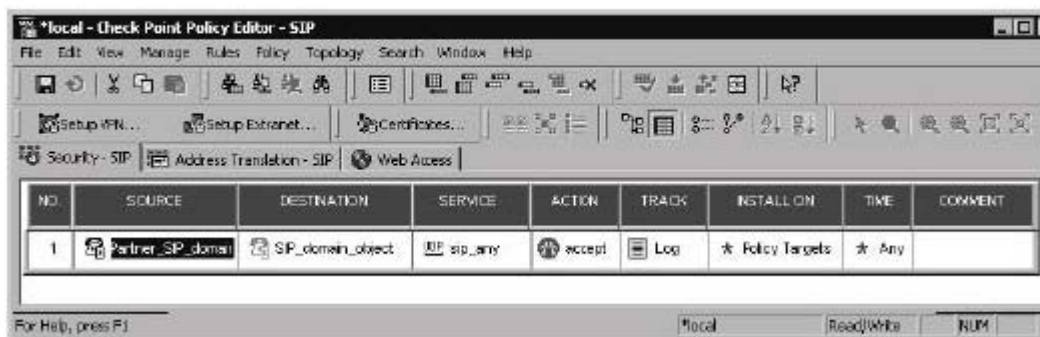 *local - Check Point Policy Editor - SIP
File Edit View Manage Rules Policy Topology Search Window Help
Setup VPN... Setup Extranet... Certificates...
Security - SIP Address Translation - SIP Web Access
NO. SOURCE DESTINATION SERVICE ACTION TRACK INSTALL ON TIME COMMENT
1 Partner_SIP_domain SIP_domain_object UDP sip_any accept Log * Policy Targets * Any
For Help, press F1 *local Read/Write NUM